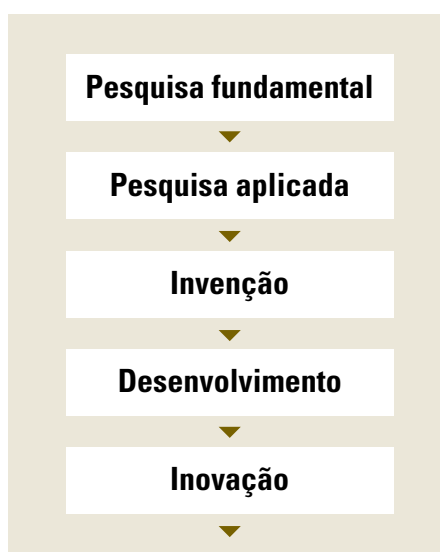 Pesquisa fundamental
Pesquisa aplicada
Invenção
Desenvolvimento
Inovação